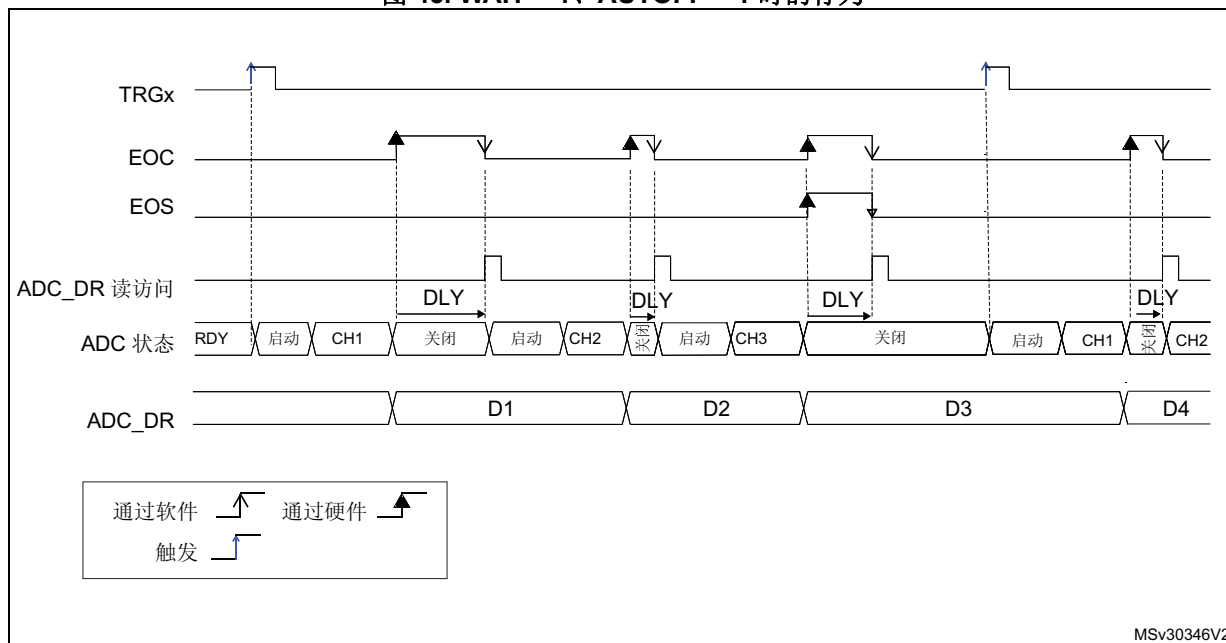 TRGx
EOC
EOS
ADC_DR 读访问
DLY DLY DLY DLY
ADC 状态 RDY 启动 CH1 关闭 启动 CH2 关闭 启动 CH3 关闭 启动 CH1 关闭 CH2
ADC_DR D1 D2 D3 D4
通过软件 通过硬件
触发
MSv30346V2